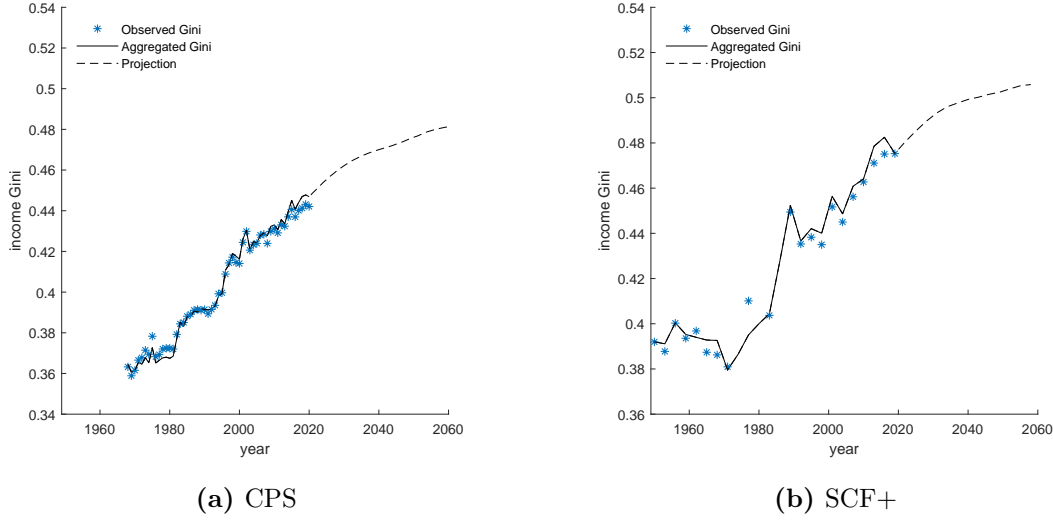 0.54
0.52
0.5
0.48
0.46
0.44
0.42
0.4
0.38
0.36
0.34
income Gini
Observed Gini
Aggregated Gini
Projection
1960 1980 2000 2020 2040 2060
year
(a) CPS
0.54
0.52
0.5
0.48
0.46
0.44
0.42
0.4
0.38
0.36
income Gini
Observed Gini
Aggregated Gini
Projection
1960 1980 2000 2020 2040 2060
year
(b) SCF+